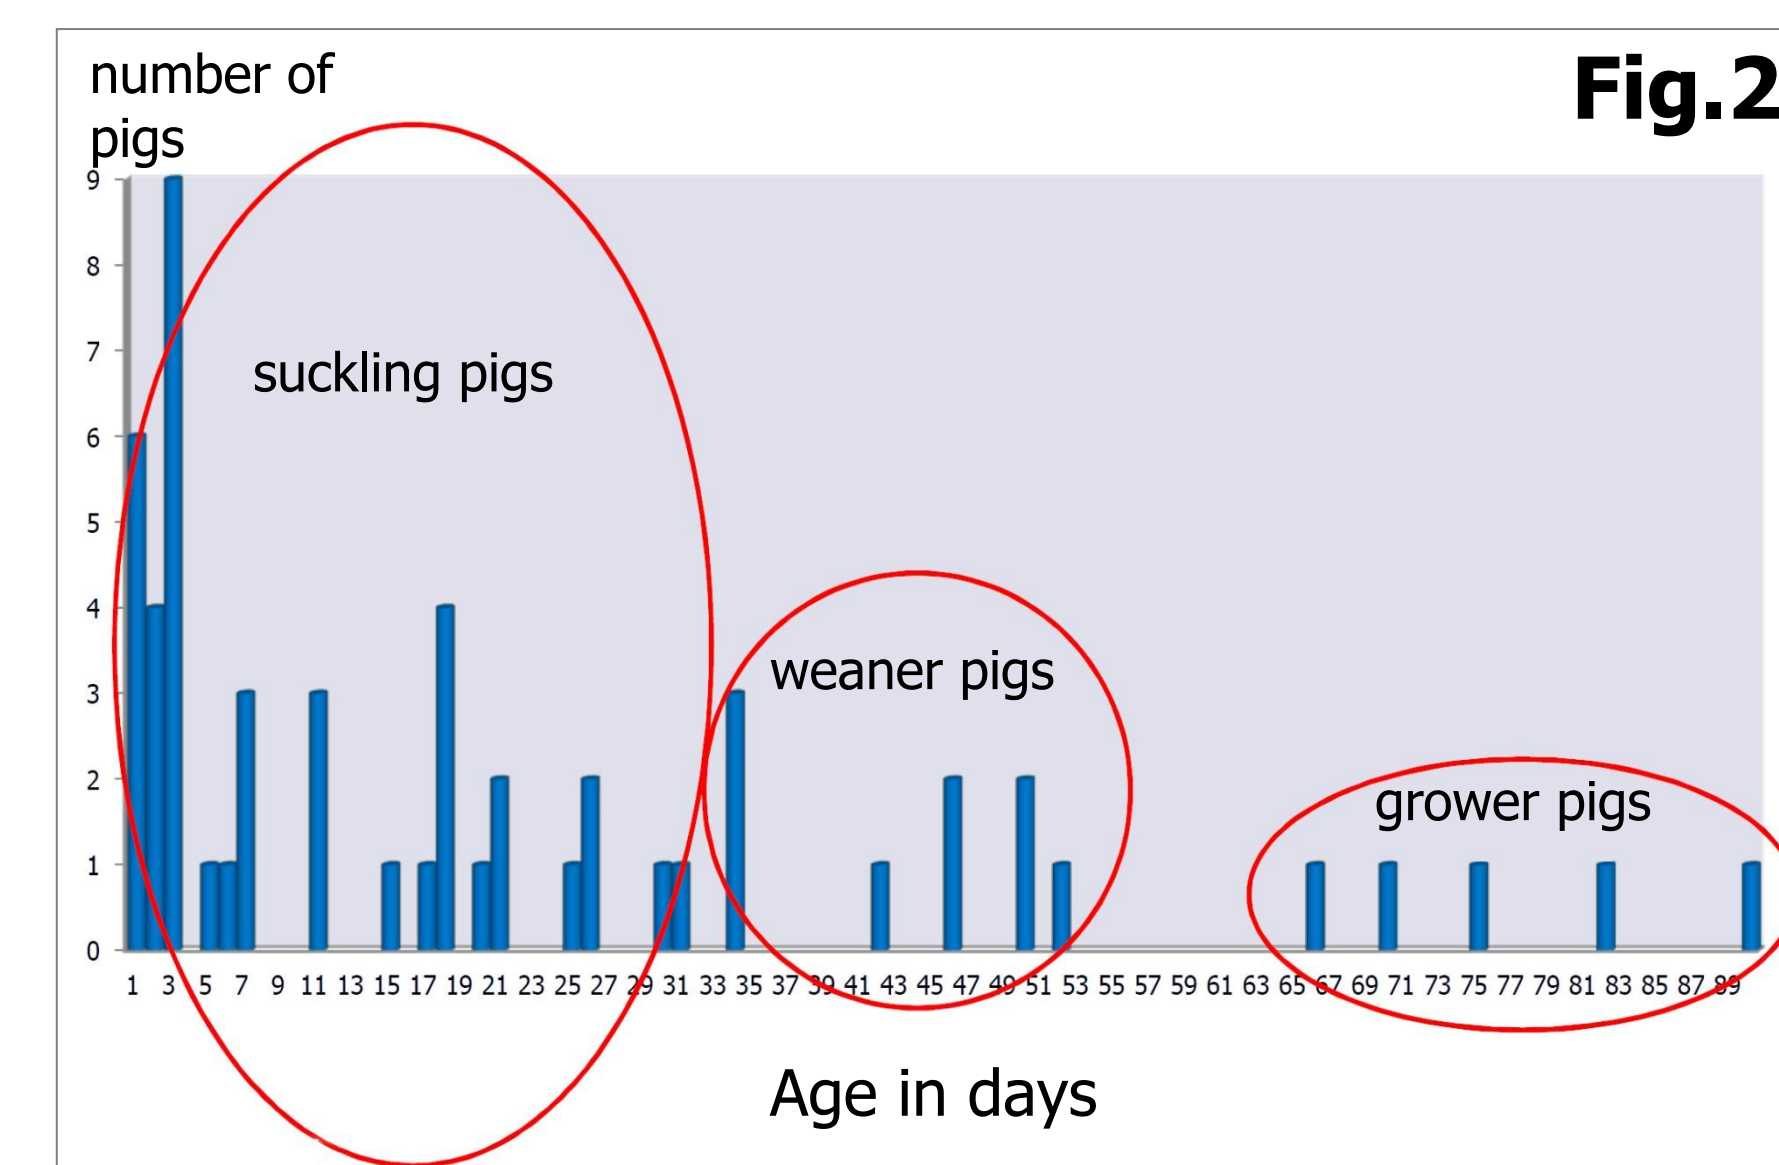 number of
pigs
Fig.2
9
8
7
6
5
4
3
2
1
0
suckling pigs
weaner pigs
grower pigs
1 3 5 7 9 11 13 15 17 19 21 23 25 27 29 31 33 35 37 39 41 43 45 47 49 51 53 55 57 59 61 63 65 67 69 71 73 75 77 79 81 83 85 87 89
Age in days